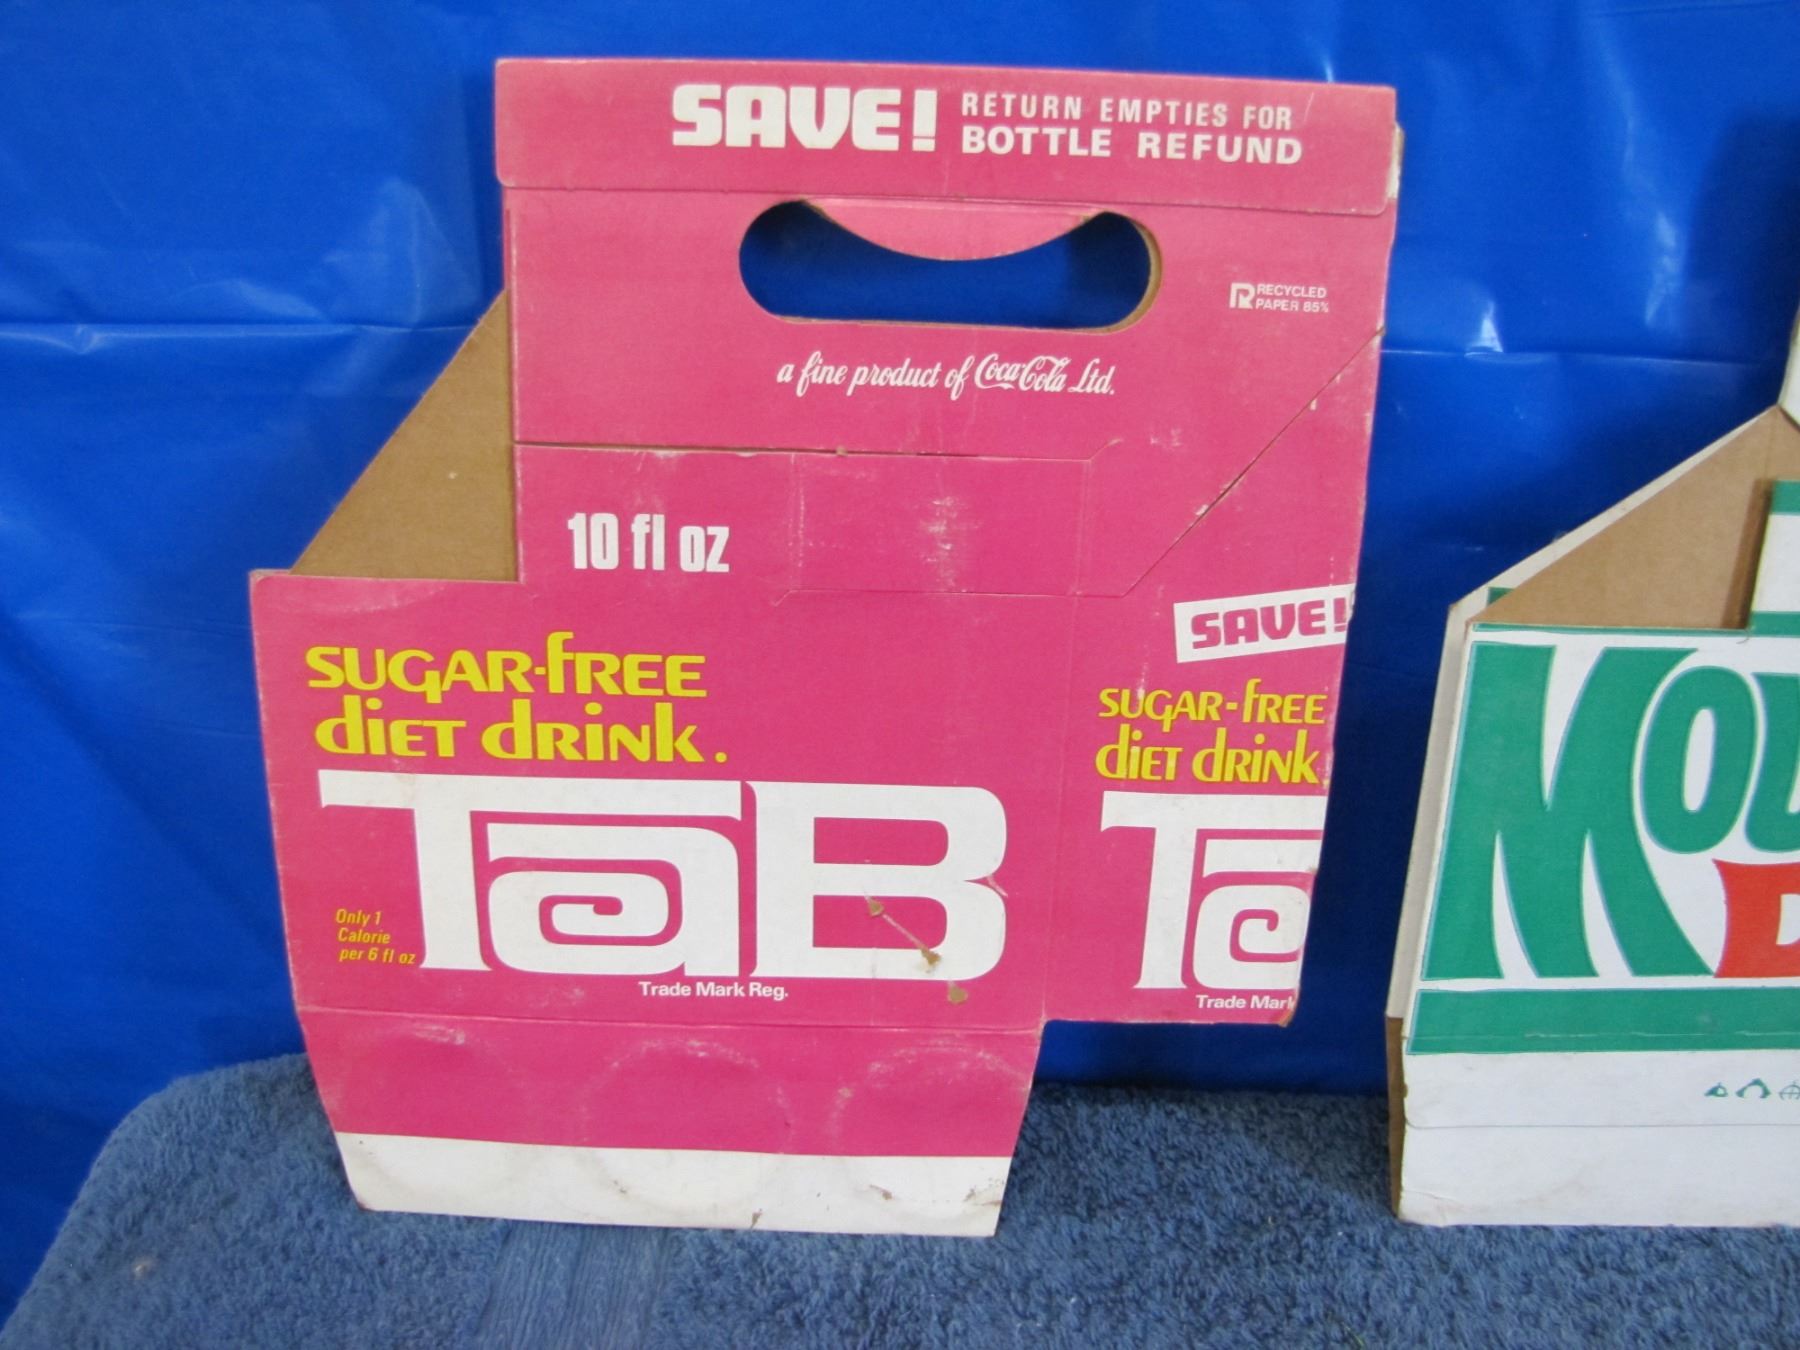 SAVE! RETURN EMPTIES FOR
BOTTLE REFUND
RECYCLED
PAPER 85%
a fine product of Coca-Cola Ltd.
10 fl oz
SUGAR-fREE
diET dRiNk.
TaB
Only 1
Calorie
per 6 fl oz
Trade Mark Reg.
SAVE!
SUGAR-fREE
diET dRiNk
Ta
Trade Mark
MOU
D